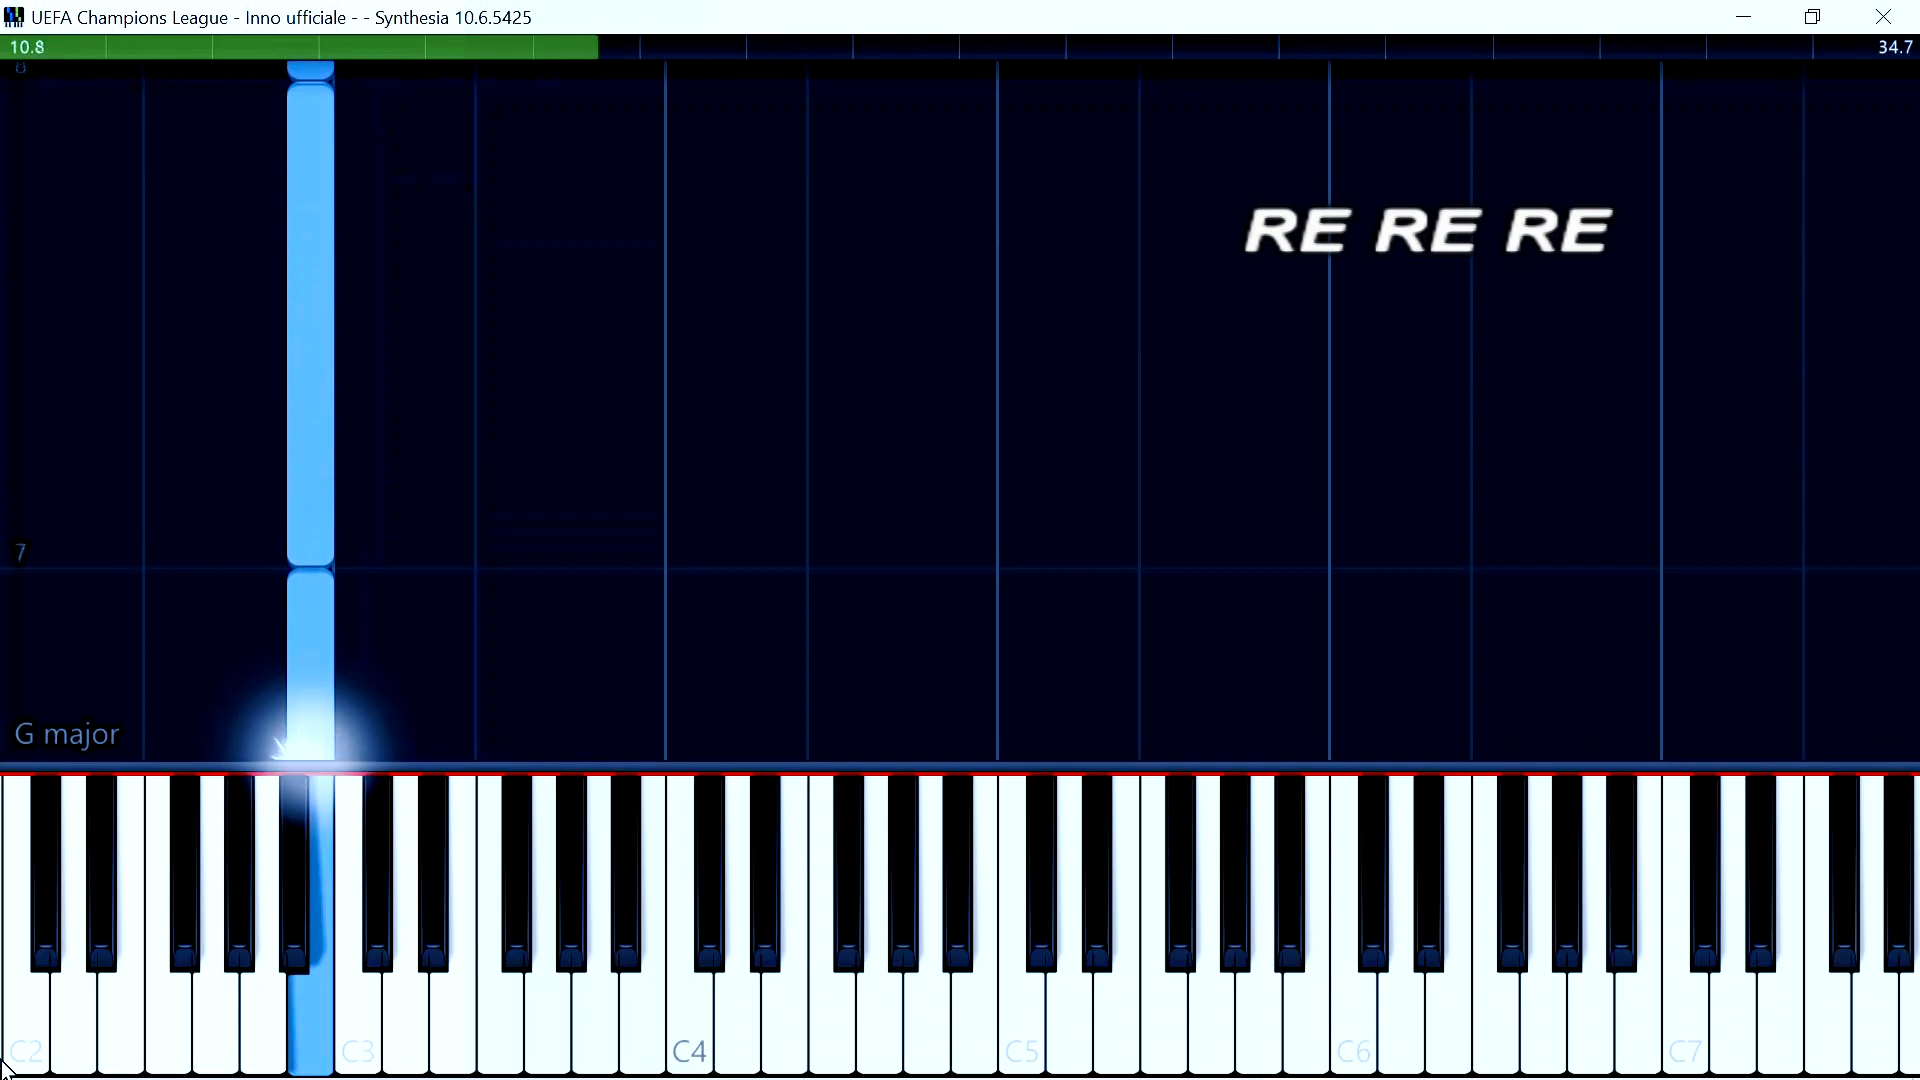 UEFA Champions League - Inno ufficiale - - Synthesia 10.6.5425
10.8
34.7
8
RE RE RE
7
G major
C2
C3
C4
C5
C6
C7